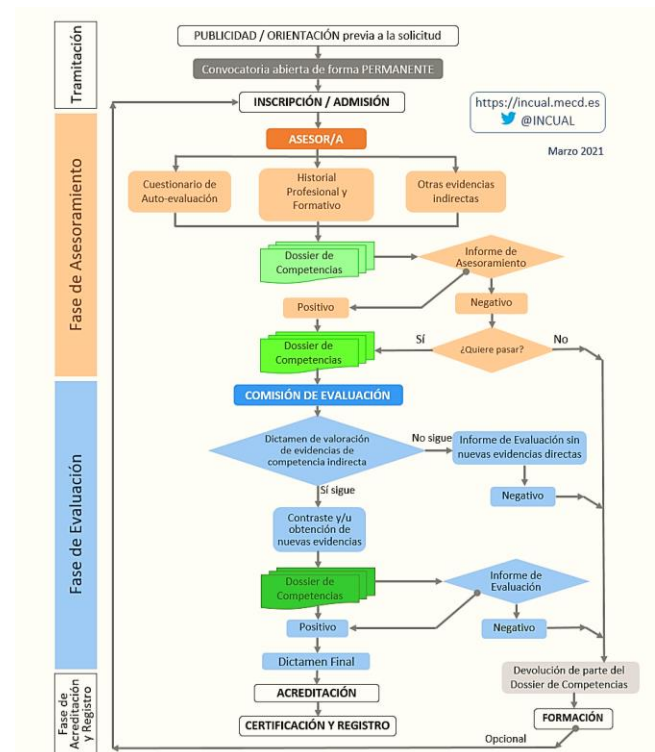 Tramitación
PUBLICIDAD / ORIENTACIÓN previa a la solicitud
Convocatoria abierta de forma PERMANENTE
INSCRIPCIÓN / ADMISIÓN
https://incual.mecd.es
@INCUAL
Marzo 2021
Fase de Asesoramiento
ASESOR/A
Cuestionario de
Auto-evaluación
Historial
Profesional y
Formativo
Otras evidencias
indirectas
Dossier de
Competencias
Informe de
Asesoramiento
Positivo
Negativo
Dossier de
Competencias
Sí
¿Quiere pasar?
No
Fase de Evaluación
COMISIÓN DE EVALUACIÓN
Dictamen de valoración
de evidencias de
competencia indirecta
No sigue
Informe de Evaluación sin
nuevas evidencias directas
Negativo
Sí sigue
Contraste y/u
obtención de
nuevas evidencias
Dossier de
Competencias
Informe de
Evaluación
Positivo
Negativo
Dictamen Final
Devolución de parte del
Dossier de Competencias
Fase de
Acreditación
y Registro
ACREDITACIÓN
CERTIFICACIÓN Y REGISTRO
FORMACIÓN
Opcional